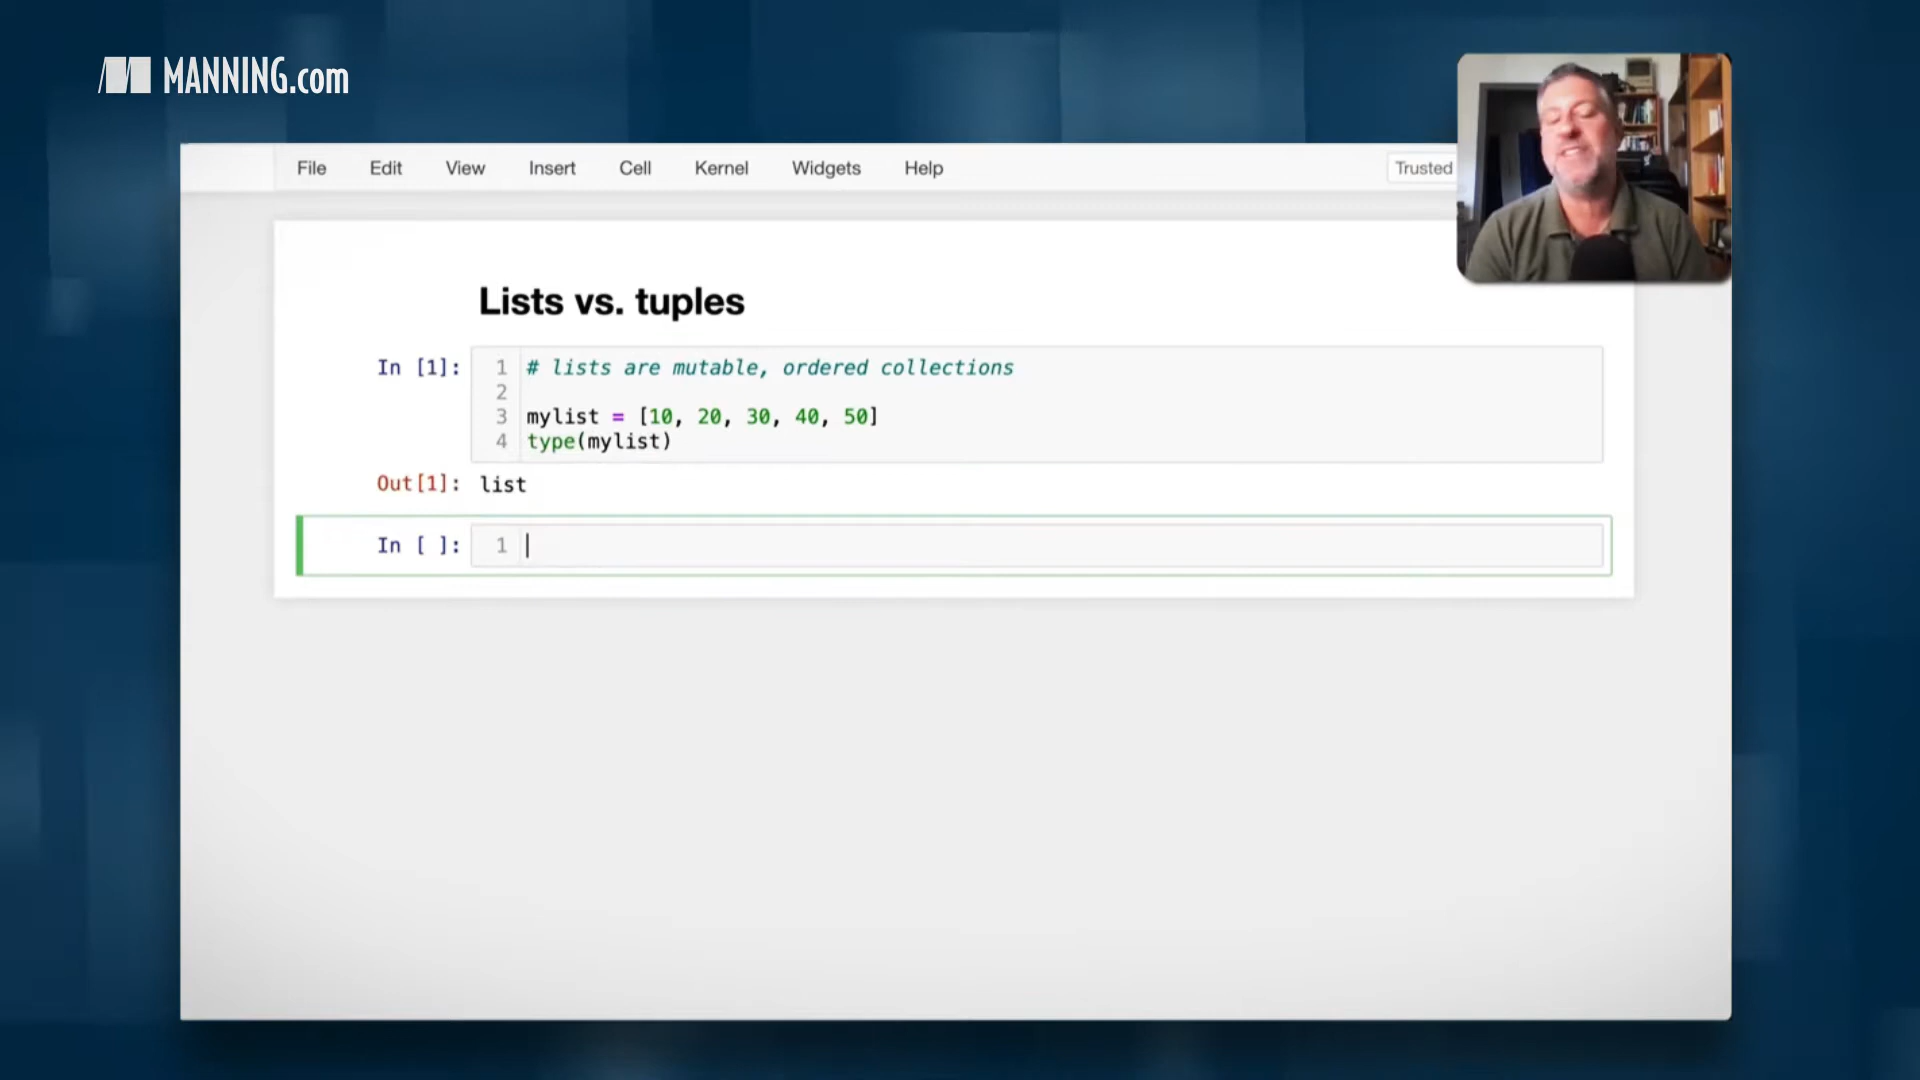 MANNING.com
File Edit View Insert Cell Kernel Widgets Help Trusted
Lists vs. tuples
In [1]: 1 # lists are mutable, ordered collections
2
3 mylist = [10, 20, 30, 40, 50]
4 type(mylist)
Out[1]: list
In [ ]: 1